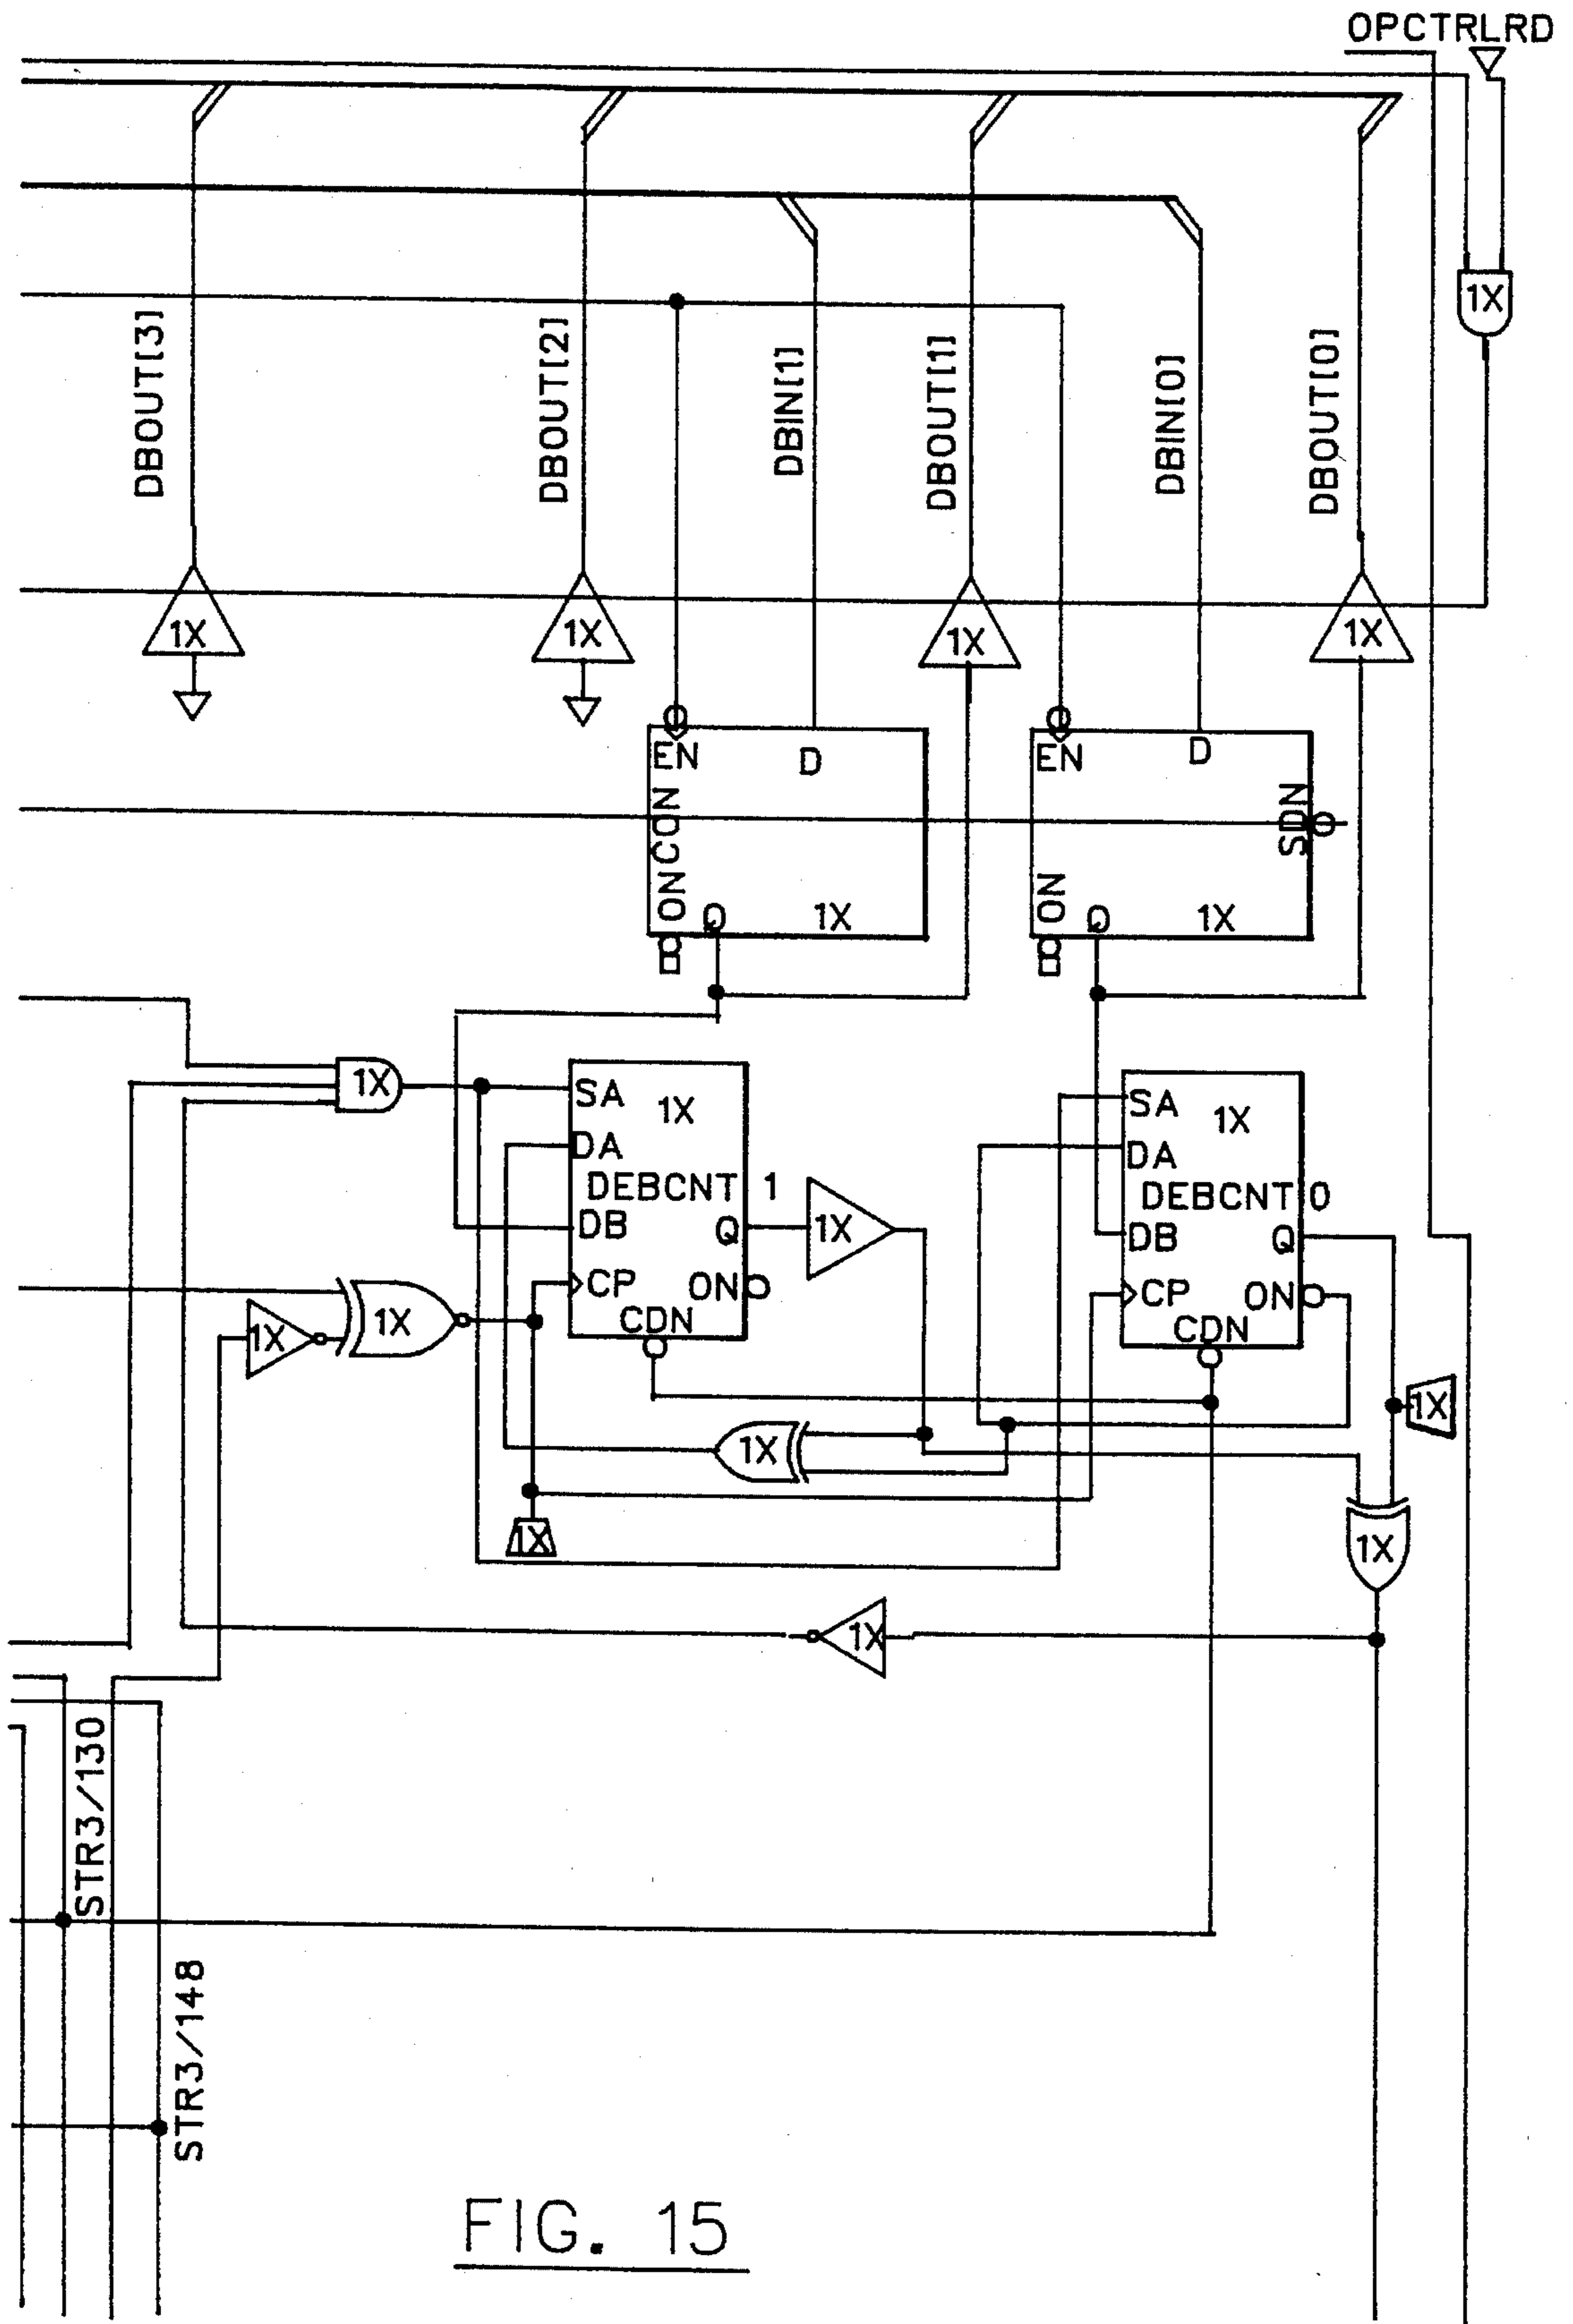 OPCTRLRD
1X
DBOUT[3]
DBOUT[2]
DBIN[1]
DBOUT[1]
DBIN[0]
DBOUT[0]
1X
1X
1X
1X
EN
D
CON
ON
Q
1X
EN
D
SDN
ON
Q
1X
1X
SA
1X
DA
DEBCNT 1
DB
Q
CP
ON
CDN
1X
SA
1X
DA
DEBCNT 0
DB
Q
CP
ON
CDN
1X
1X
1X
1X
1X
1X
1X
STR3/130
STR3/148
FIG. 15